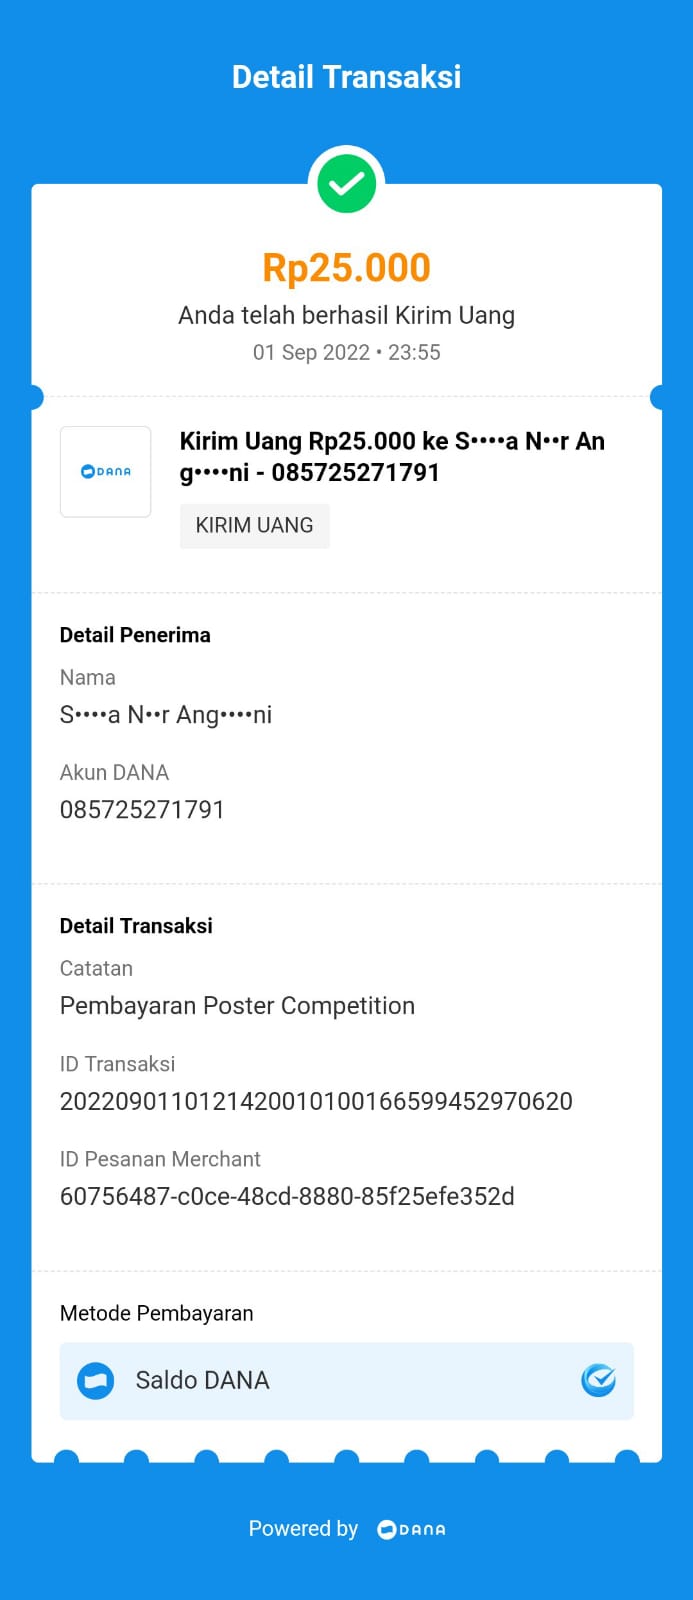 Detail Transaksi
Rp25.000
Anda telah berhasil Kirim Uang
01 Sep 2022 • 23:55
DANA
Kirim Uang Rp25.000 ke S••••a N••r An
g••••ni - 085725271791
KIRIM UANG
Detail Penerima
Nama
S••••a N••r Ang••••ni
Akun DANA
085725271791
Detail Transaksi
Catatan
Pembayaran Poster Competition
ID Transaksi
2022090110121420010100166599452970620
ID Pesanan Merchant
60756487-c0ce-48cd-8880-85f25efe352d
Metode Pembayaran
Saldo DANA
Powered by DANA